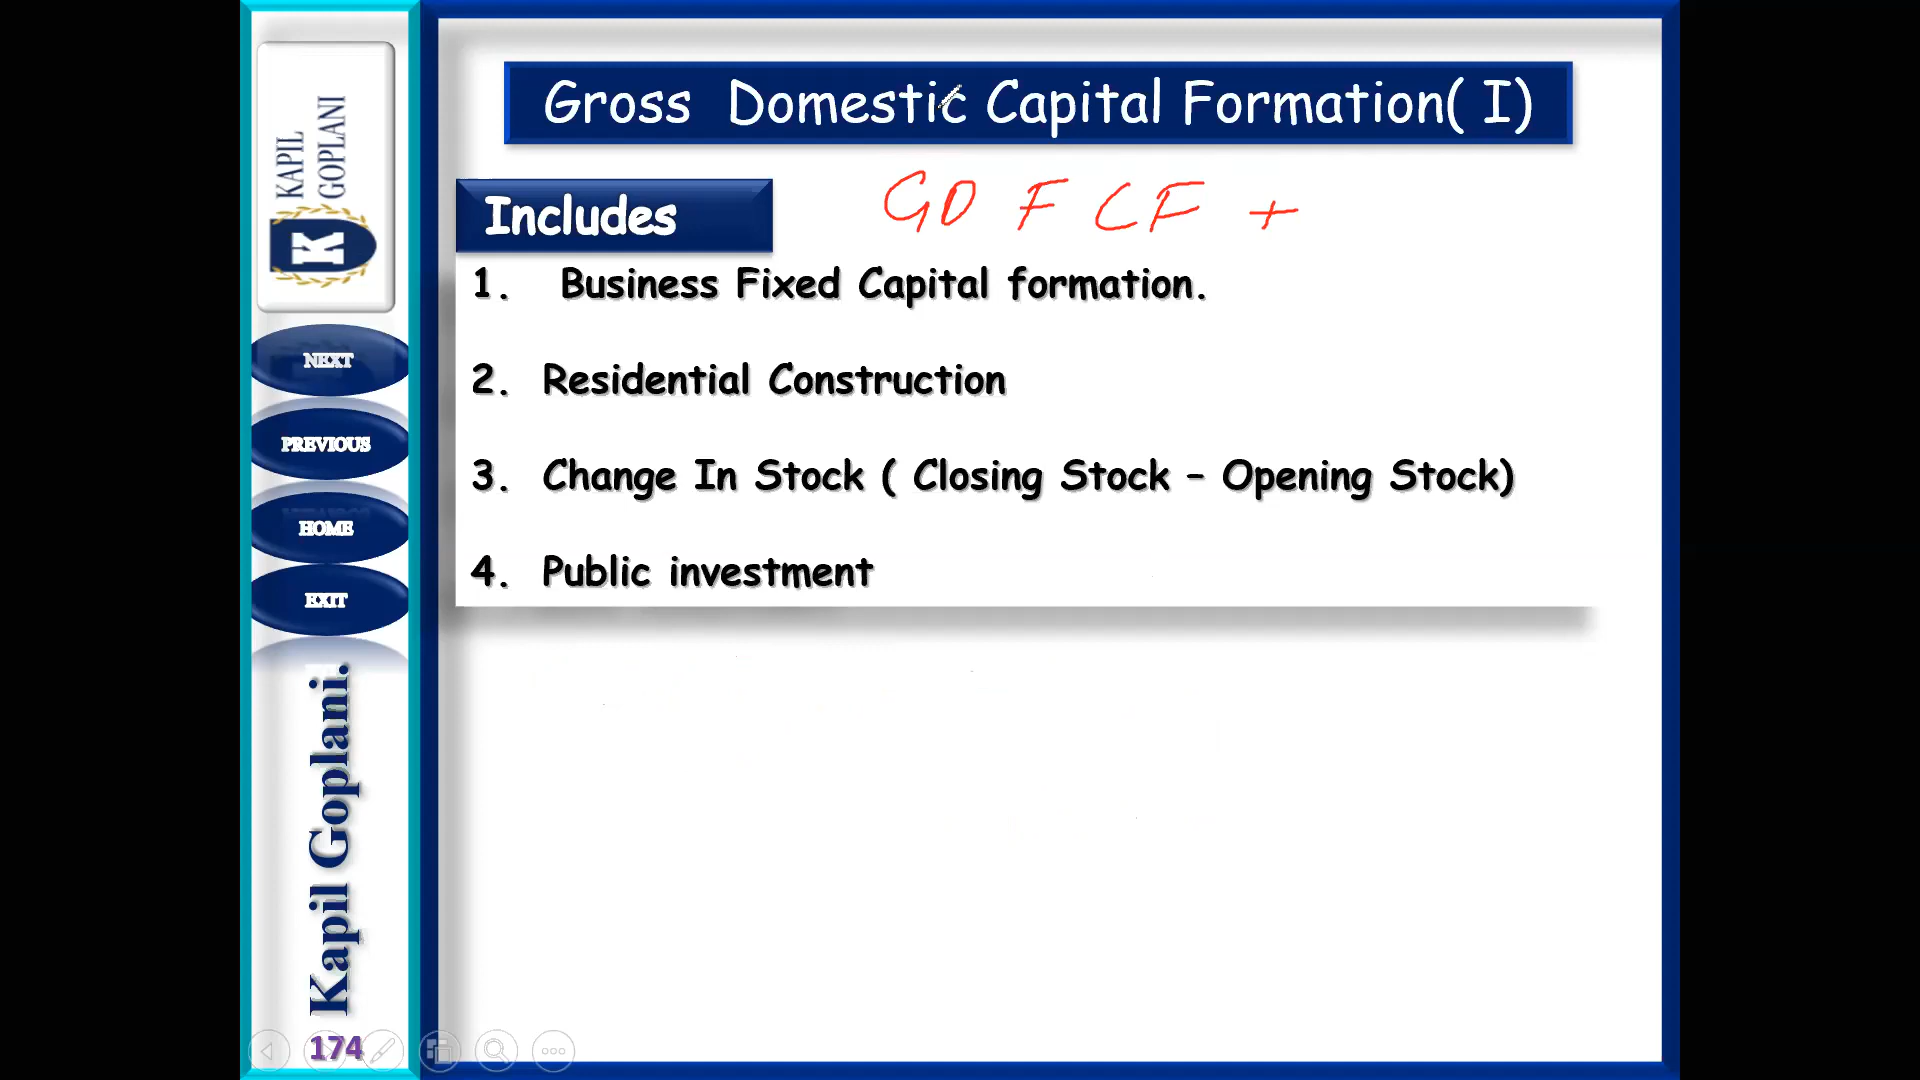 Gross Domestic Capital Formation( I)
GD F CF +
Includes
1. Business Fixed Capital formation.
2. Residential Construction
3. Change In Stock ( Closing Stock – Opening Stock)
4. Public investment
KAPIL
GOPLANI
K
NEXT
PREVIOUS
HOME
EXIT
Kapil Goplani.
174